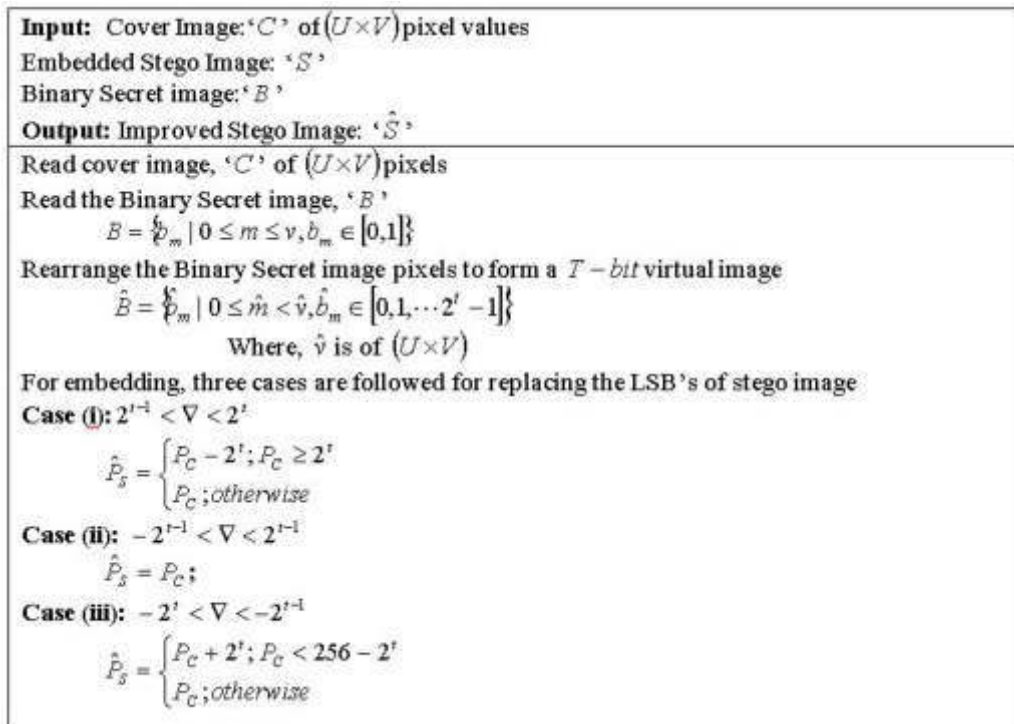 Input: Cover Image:‘C’ of (U×V) pixel values
Embedded Stego Image: ‘S’
Binary Secret image:‘B’
Output: Improved Stego Image: ‘Ŝ’
Read cover image, ‘C’ of (U×V) pixels
Read the Binary Secret image, ‘B’
B = {b_m | 0 ≤ m ≤ v, b_m ∈ [0,1]}
Rearrange the Binary Secret image pixels to form a T − bit virtual image
B̂ = {b̂_m | 0 ≤ m̂ < v̂, b̂_m ∈ [0,1,⋯2^t − 1]}
Where, v̂ is of (U×V)
For embedding, three cases are followed for replacing the LSB’s of stego image
Case (i): 2^{t−1} < ∇ < 2^t
P̂_S = { P_C − 2^t ; P_C ≥ 2^t
P_C ; otherwise
Case (ii): − 2^{t−1} < ∇ < 2^{t−1}
P̂_S = P_C ;
Case (iii): − 2^t < ∇ < −2^{t−1}
P̂_S = { P_C + 2^t ; P_C < 256 − 2^t
P_C ; otherwise